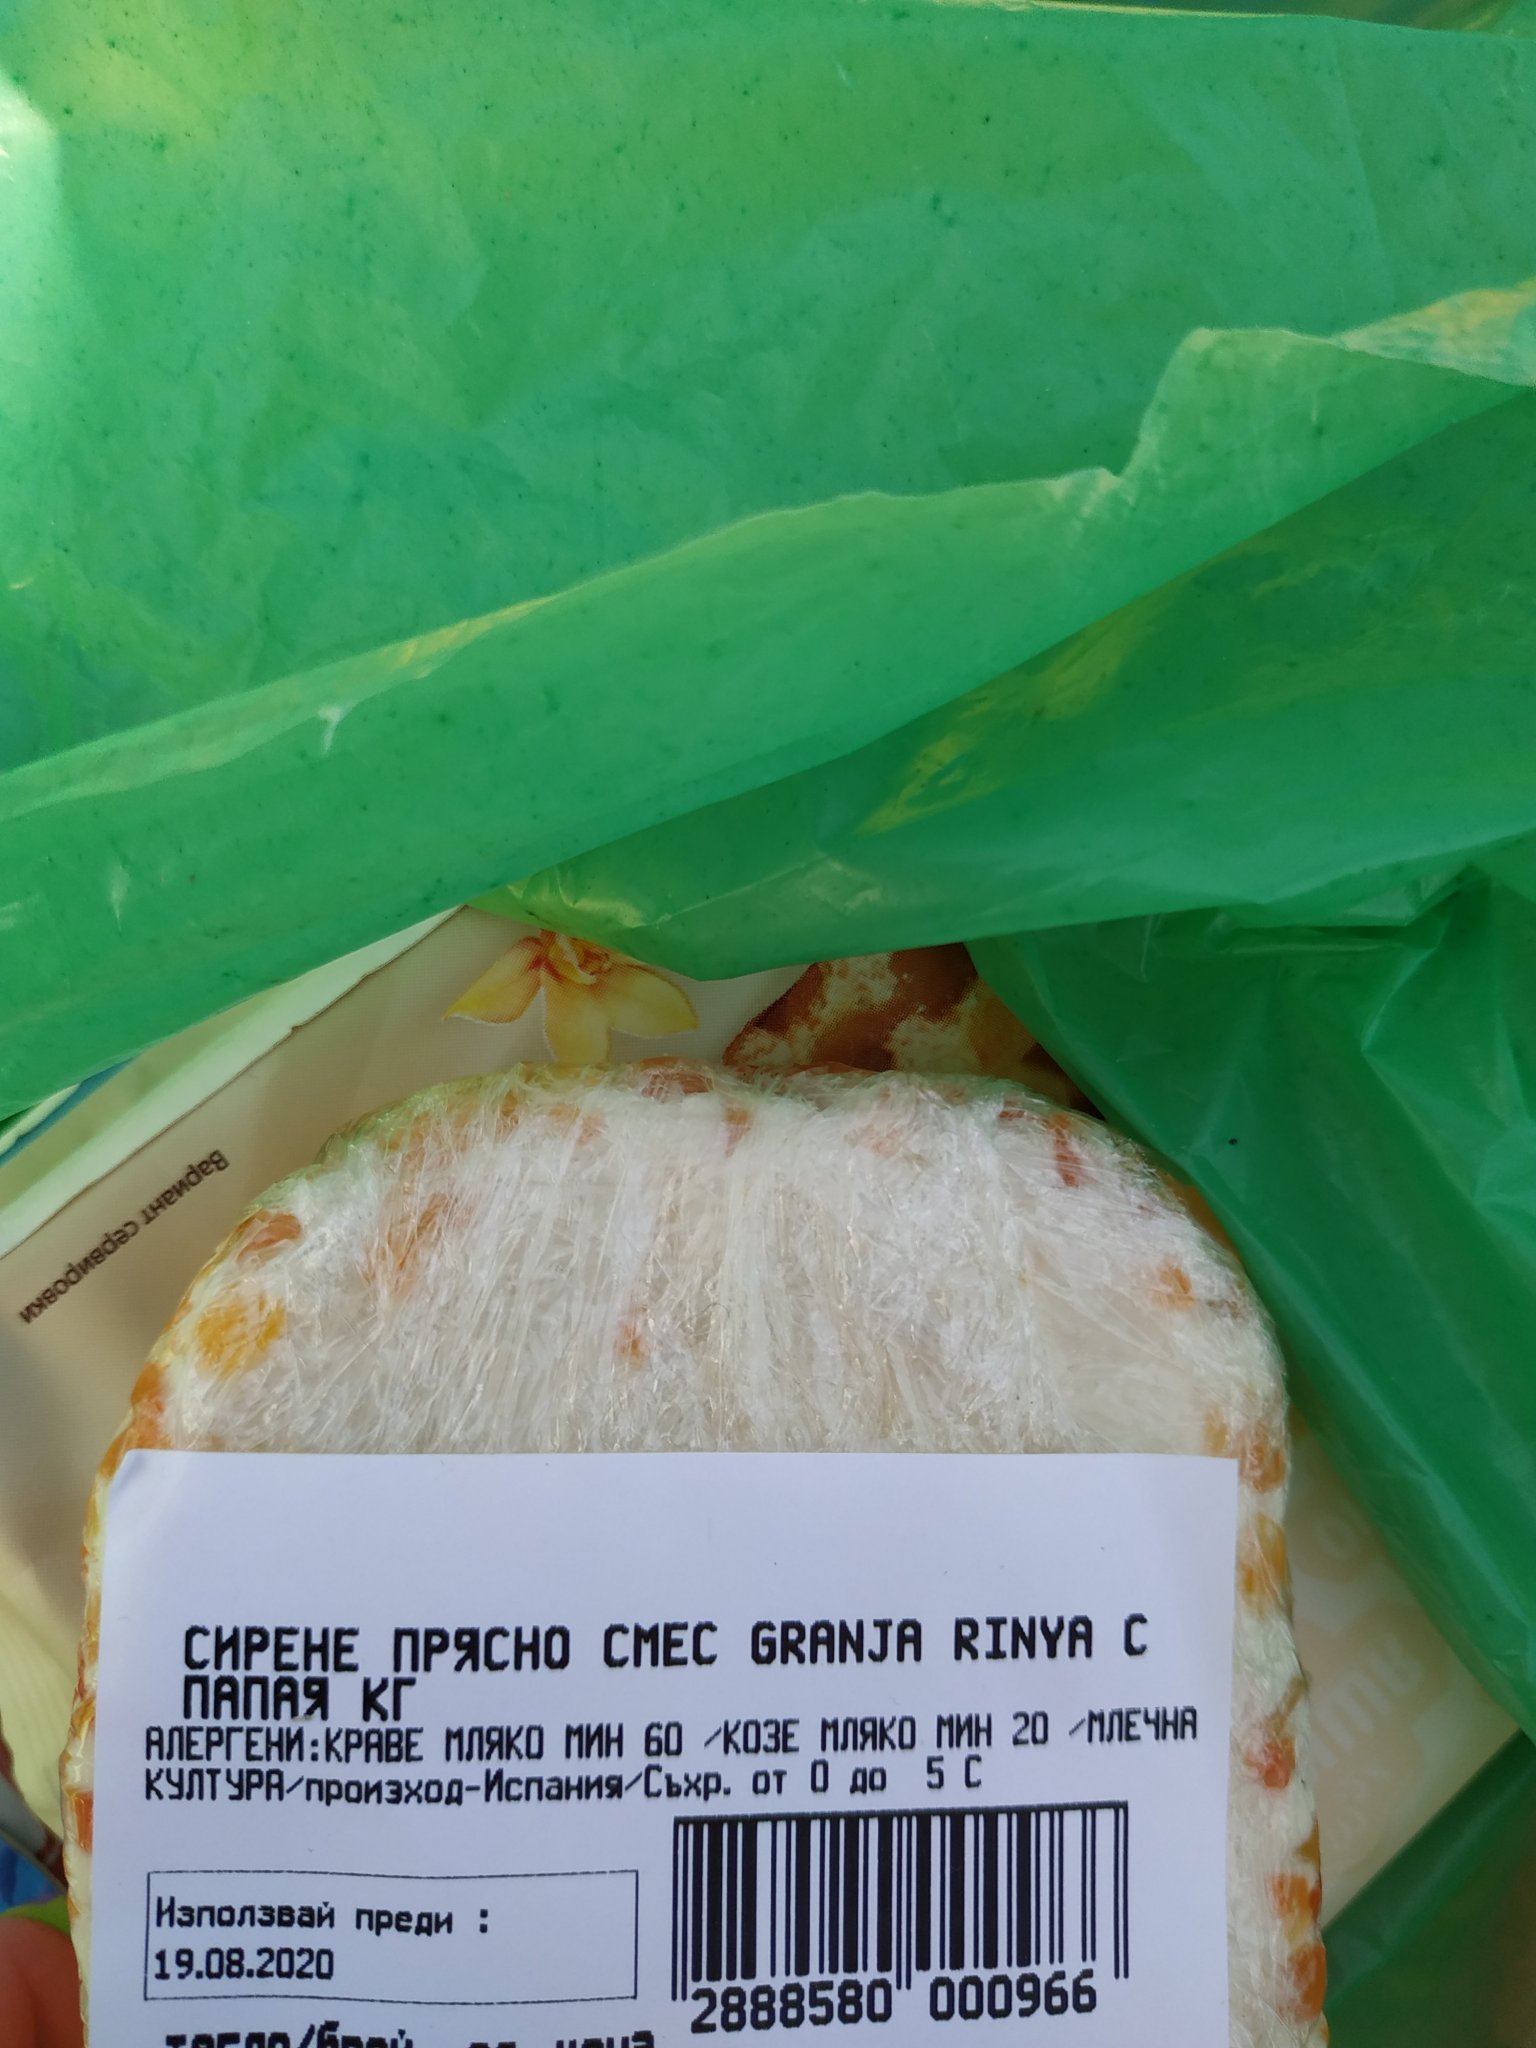 Вариант сервировки
СИРЕНЕ ПРЯСНО СМЕС GRANJA RINYA С
ПАПАЯ КГ
АЛЕРГЕНИ:КРАВЕ МЛЯКО МИН 60 /КОЗЕ МЛЯКО МИН 20 /МЛЕЧНА
КУЛТУРА/произход-Испания/Съхр. от 0 до 5 С
Използвай преди :
19.08.2020
2888580 000966